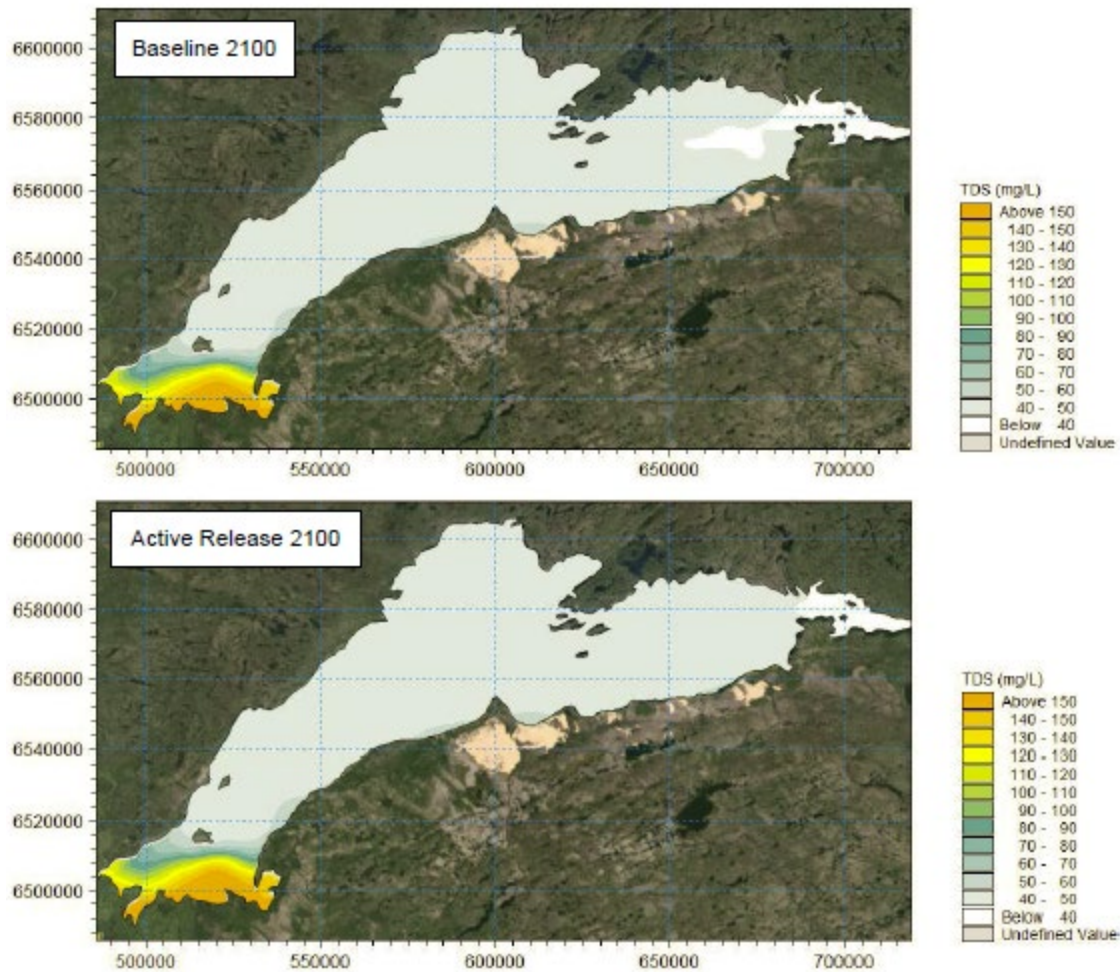 Baseline 2100
6600000
6580000
6560000
6540000
6520000
6500000
500000 550000 600000 650000 700000
TDS (mg/L)
Above 150
140 - 150
130 - 140
120 - 130
110 - 120
100 - 110
90 - 100
80 - 90
70 - 80
60 - 70
50 - 60
40 - 50
Below 40
Undefined Value
Active Release 2100
6600000
6580000
6560000
6540000
6520000
6500000
500000 550000 600000 650000 700000
TDS (mg/L)
Above 150
140 - 150
130 - 140
120 - 130
110 - 120
100 - 110
90 - 100
80 - 90
70 - 80
60 - 70
50 - 60
40 - 50
Below 40
Undefined Value